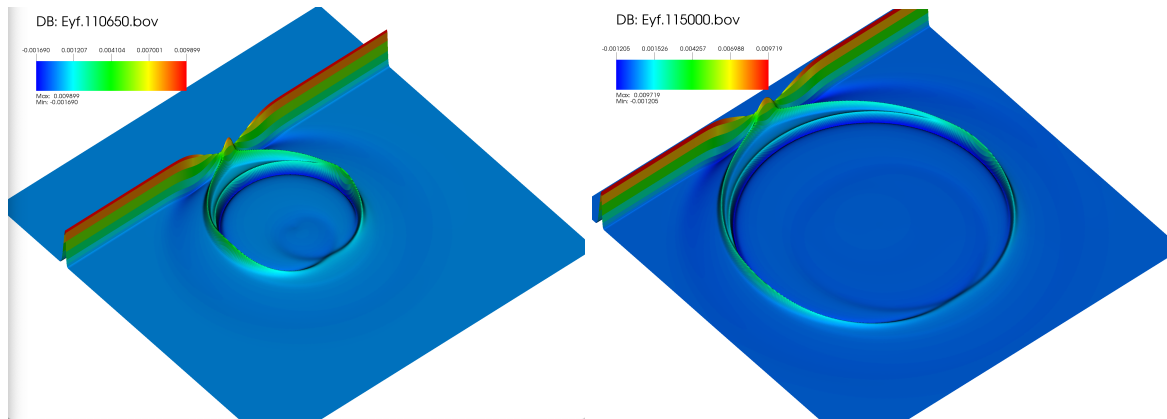 DB: Eyf.110650.bov
-0.001690 0.001207 0.004104 0.007001 0.009899
Max: 0.009899
Min: -0.001690
DB: Eyf.115000.bov
-0.001205 0.001526 0.004257 0.006988 0.009719
Max: 0.009719
Min: -0.001205